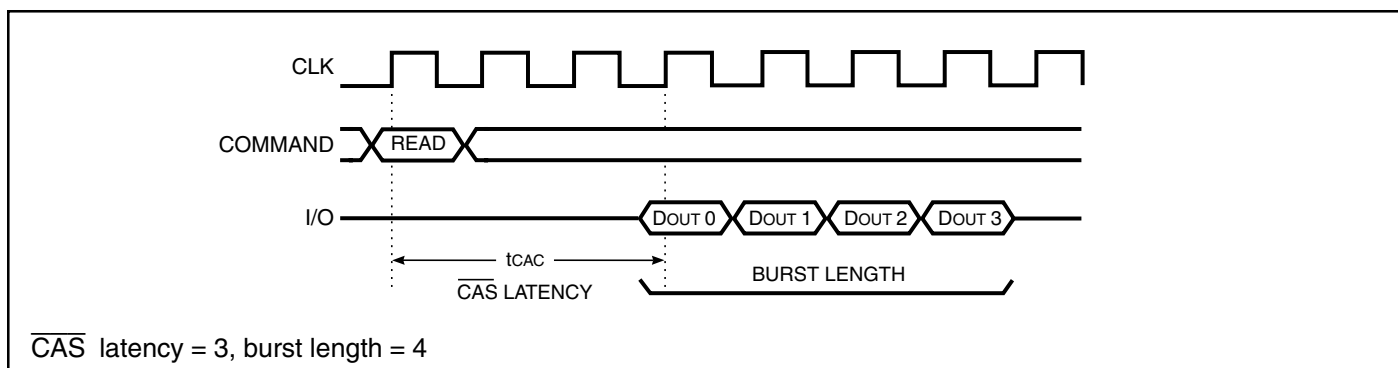 CLK
COMMAND READ
I/O DOUT 0 DOUT 1 DOUT 2 DOUT 3
tCAC
CAS LATENCY BURST LENGTH
CAS latency = 3, burst length = 4